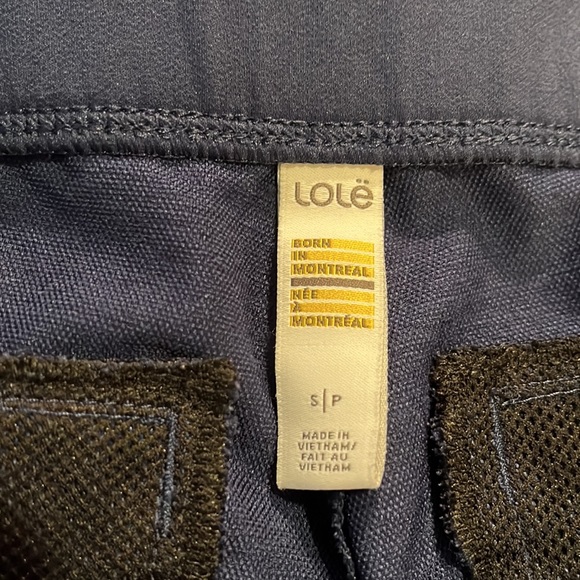 LOLË
BORN
IN
MONTREAL
NÉE
À
MONTRÉAL
S|P
MADE IN
VIETNAM/
FAIT AU
VIETNAM